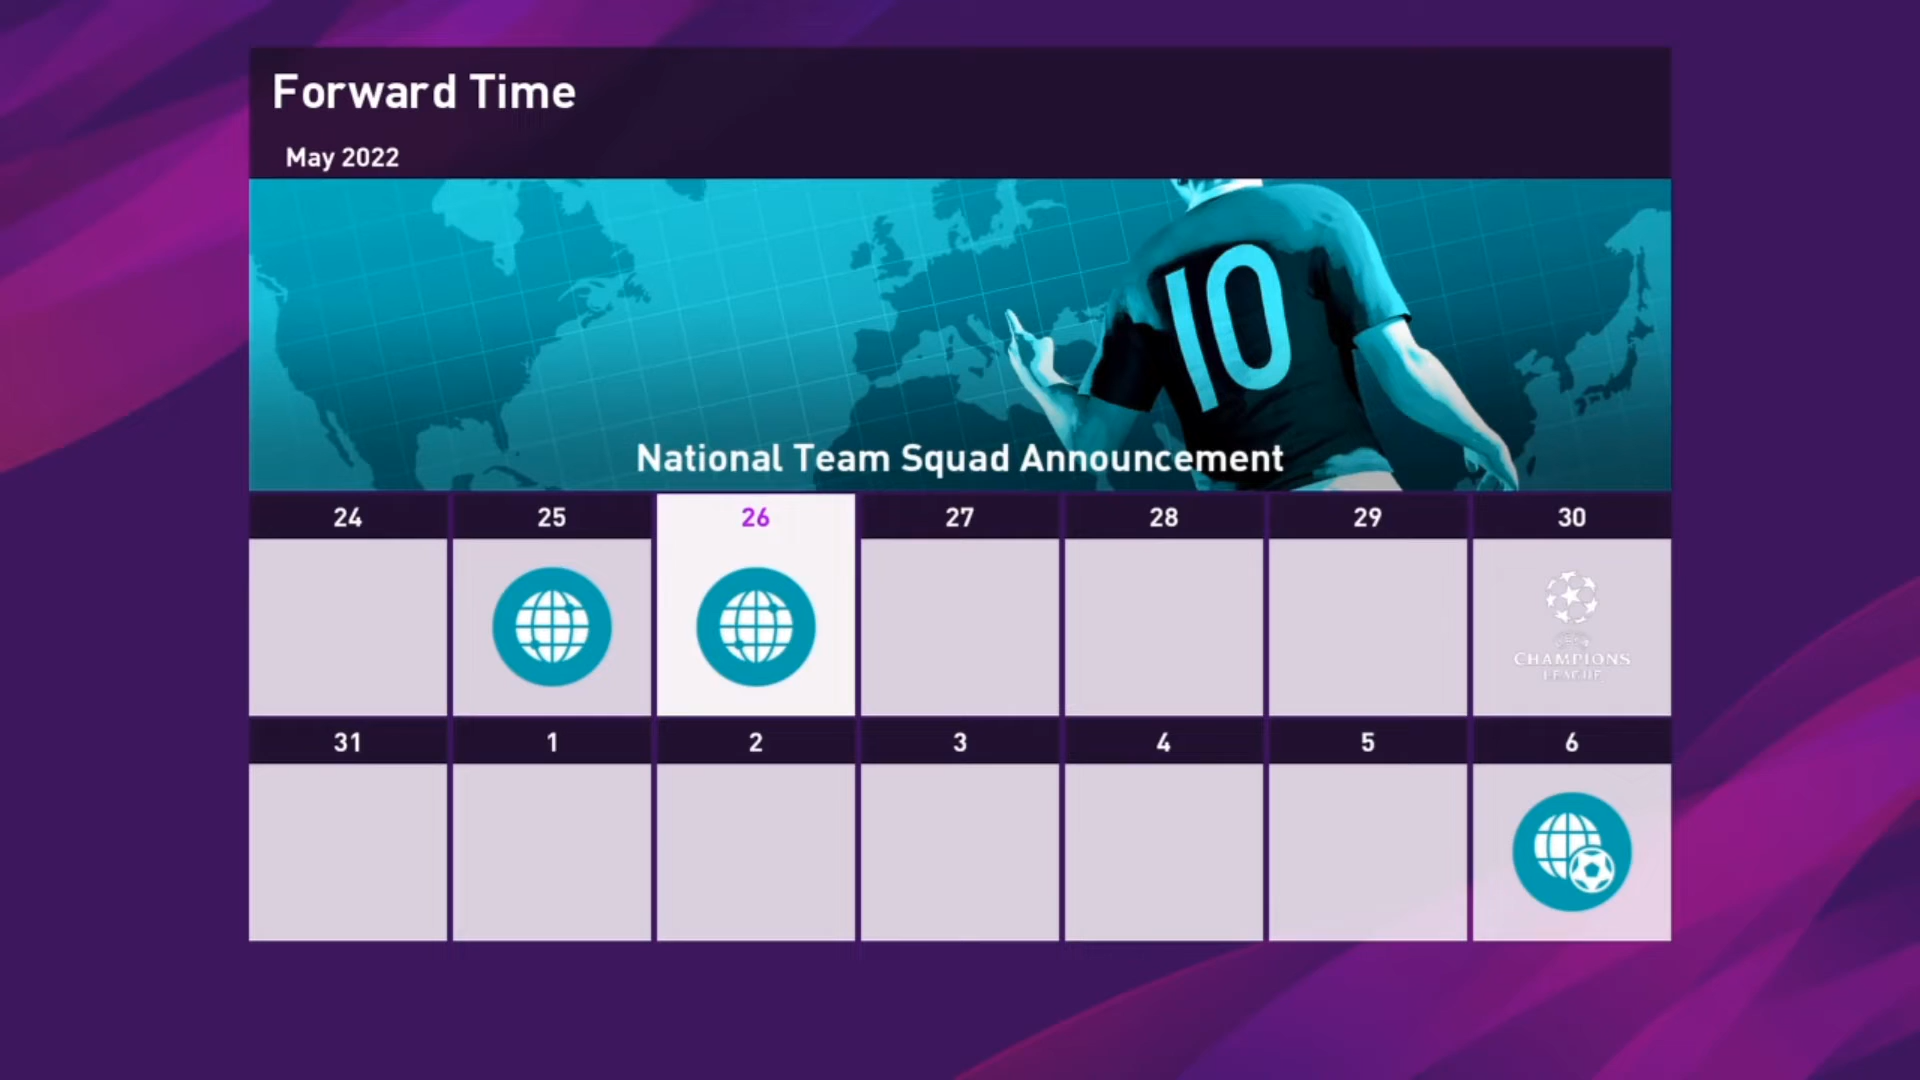 Forward Time
May 2022
10
National Team Squad Announcement
24 25 26 27 28 29 30
CHAMPIONS
LEAGUE
31 1 2 3 4 5 6